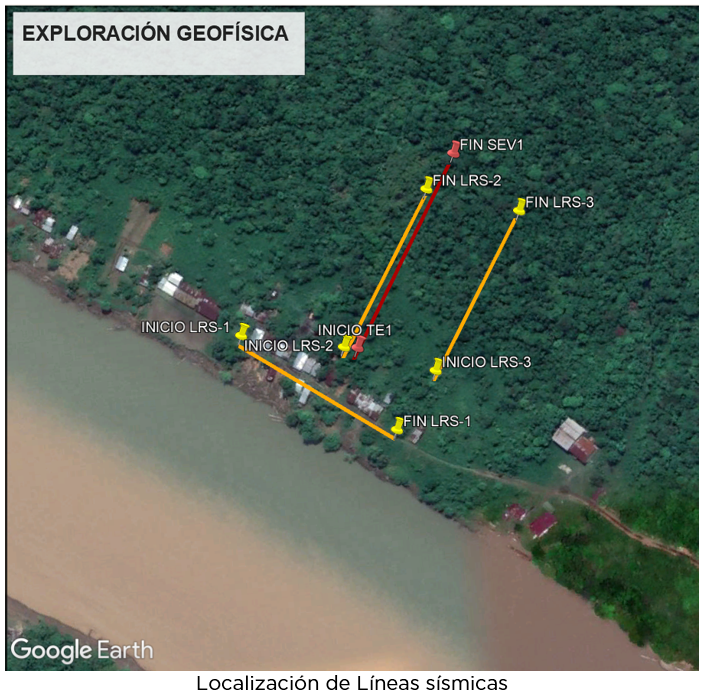 EXPLORACIÓN GEOFÍSICA
FIN SEV1
FIN LRS-2
FIN LRS-3
INICIO LRS-1
INICIO TE1
INICIO LRS-2
INICIO LRS-3
FIN LRS-1
Google Earth
Localización de Líneas sísmicas